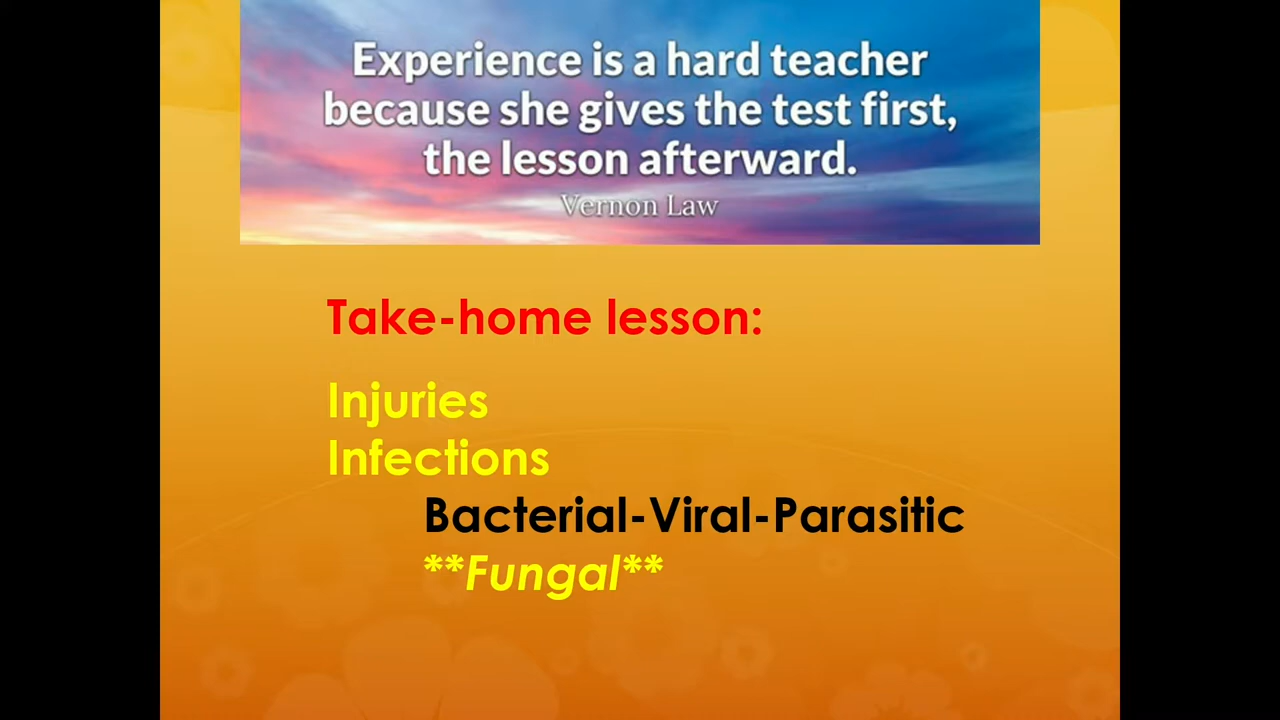 Experience is a hard teacher
because she gives the test first,
the lesson afterward.
Vernon Law
Take-home lesson:
Injuries
Infections
Bacterial-Viral-Parasitic
**Fungal**